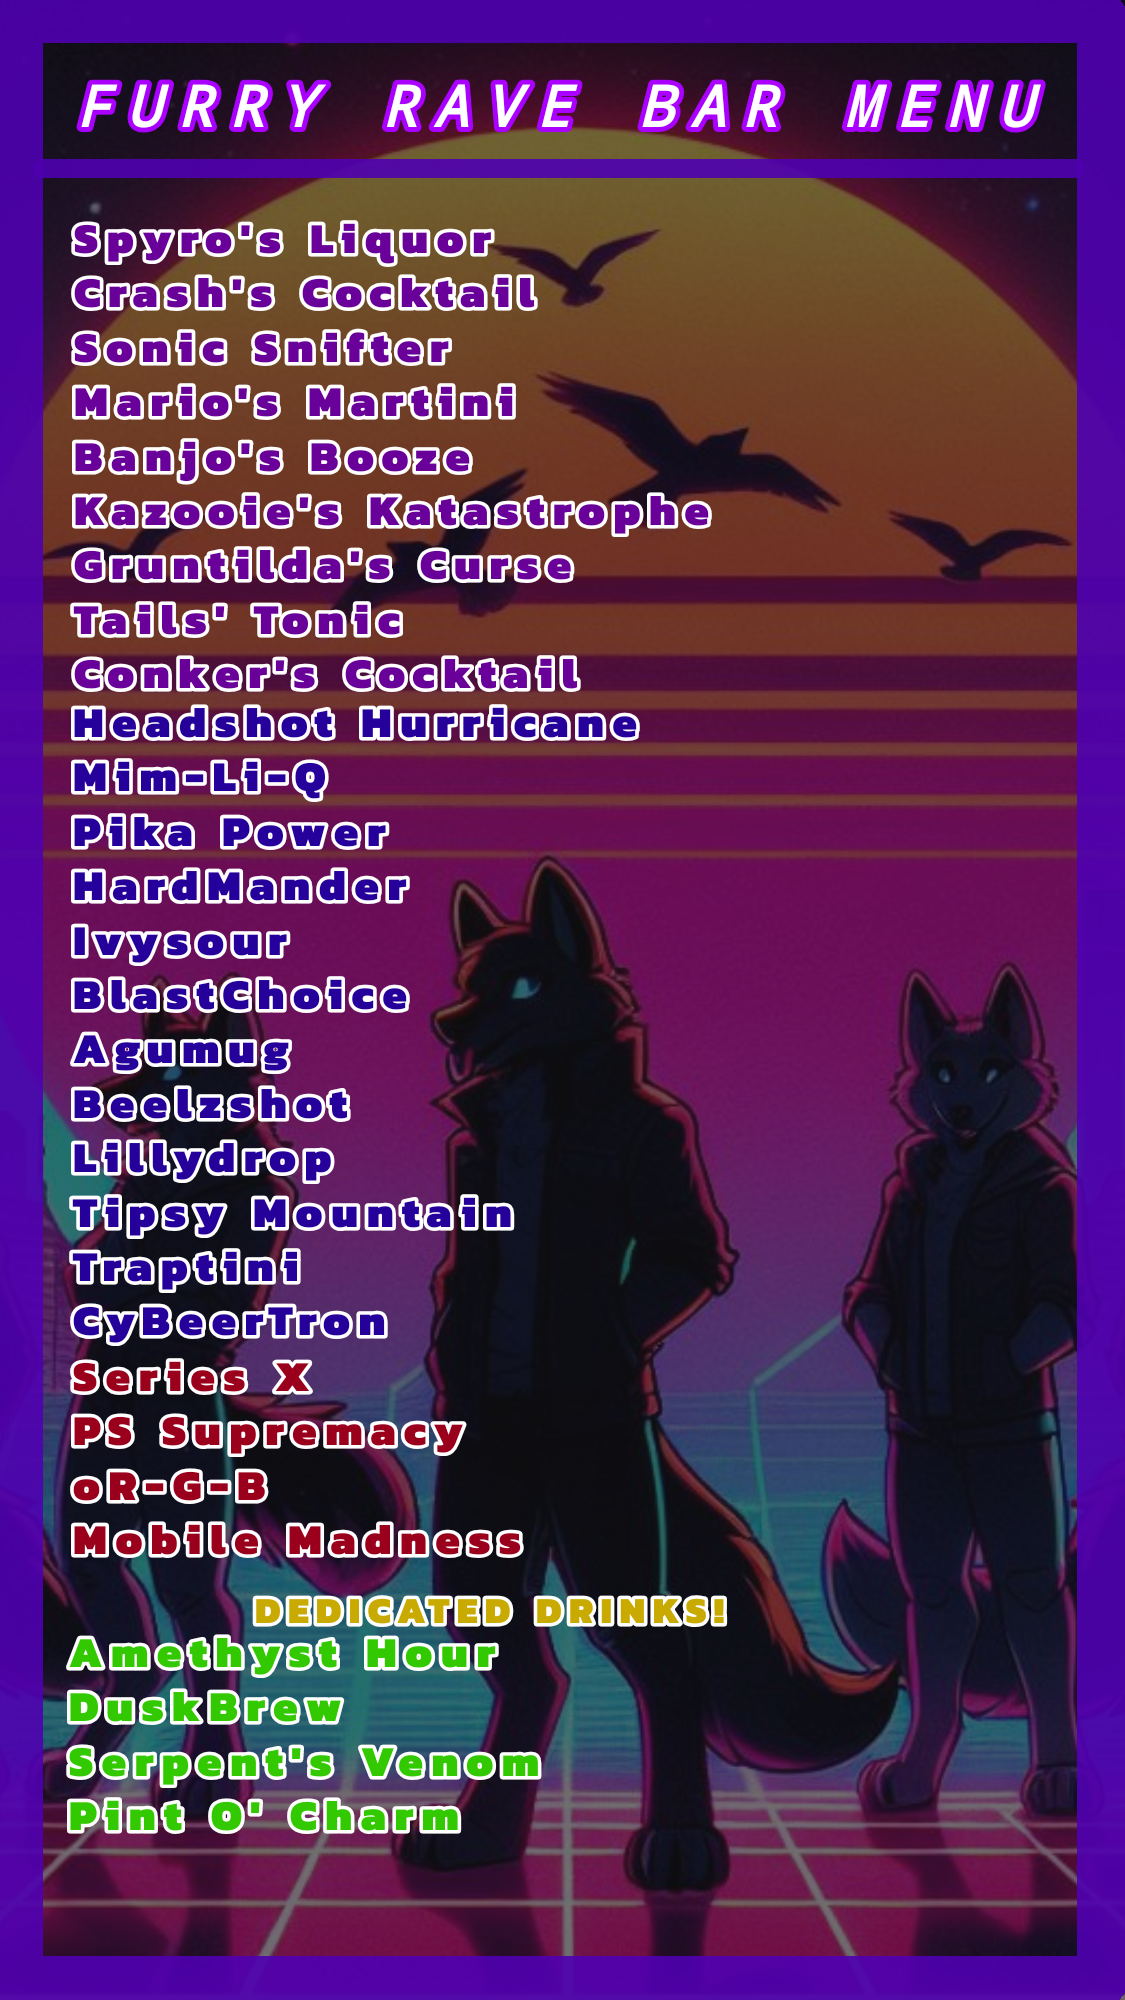 FURRY RAVE BAR MENU
Spyro's Liquor
Crash's Cocktail
Sonic Snifter
Mario's Martini
Banjo's Booze
Kazooie's Katastrophe
Gruntilda's Curse
Tails' Tonic
Conker's Cocktail
Headshot Hurricane
Mim-Li-Q
Pika Power
HardMander
Ivysour
BlastChoice
Agumug
Beelzshot
Lillydrop
Tipsy Mountain
Traptini
CyBeerTron
Series X
PS Supremacy
oR-G-B
Mobile Madness
DEDICATED DRINKS!
Amethyst Hour
DuskBrew
Serpent's Venom
Pint O' Charm